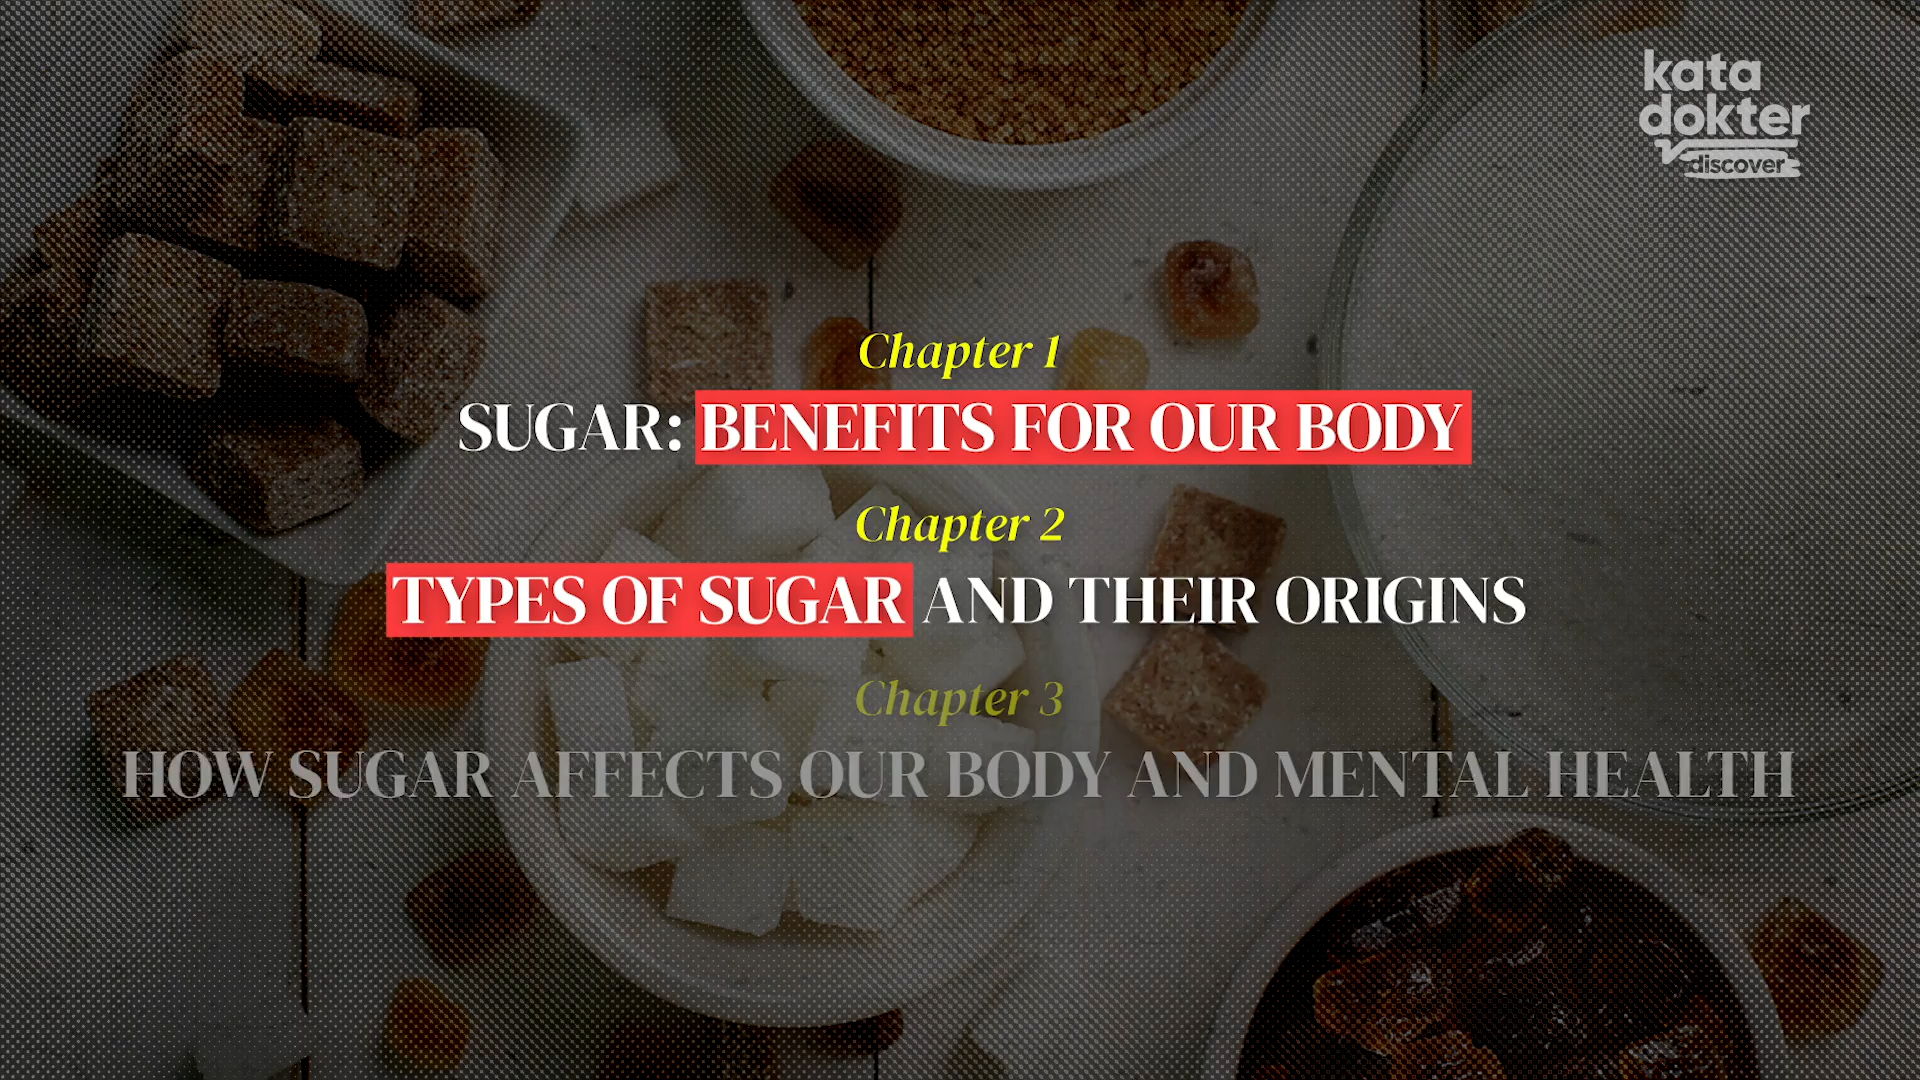 kata
dokter
discover
Chapter 1
SUGAR: BENEFITS FOR OUR BODY
Chapter 2
TYPES OF SUGAR AND THEIR ORIGINS
Chapter 3
HOW SUGAR AFFECTS OUR BODY AND MENTAL HEALTH